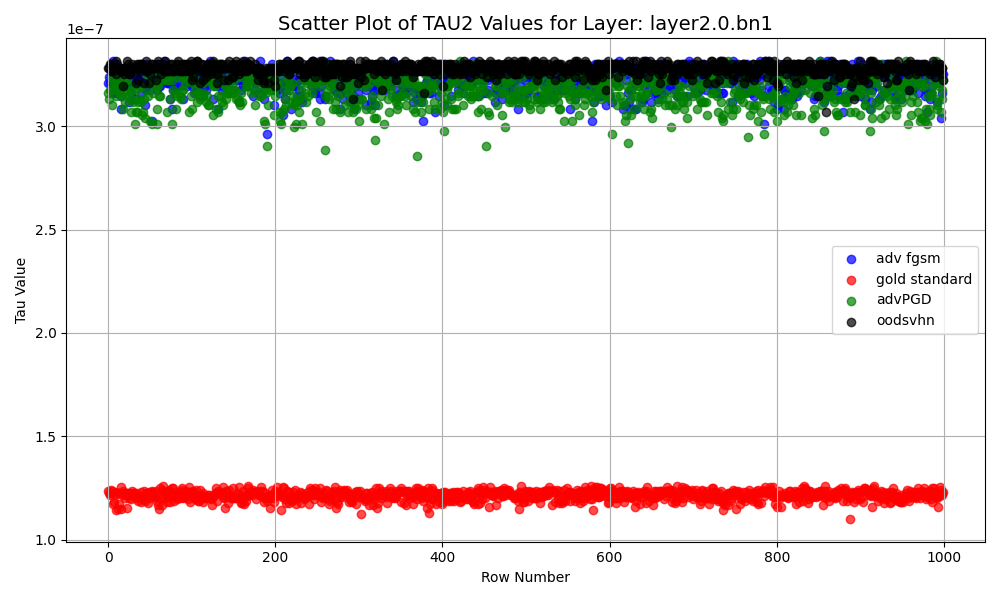 Scatter Plot of TAU2 Values for Layer: layer2.0.bn1
1e−7
3.0
2.5
2.0
1.5
1.0
Tau Value
adv fgsm
gold standard
advPGD
oodsvhn
0 200 400 600 800 1000
Row Number